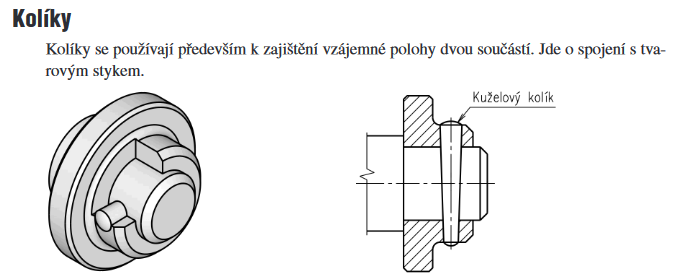 Kolíky
Kolíky se používají především k zajištění vzájemné polohy dvou součástí. Jde o spojení s tva-
rovým stykem.
Kuželový kolík